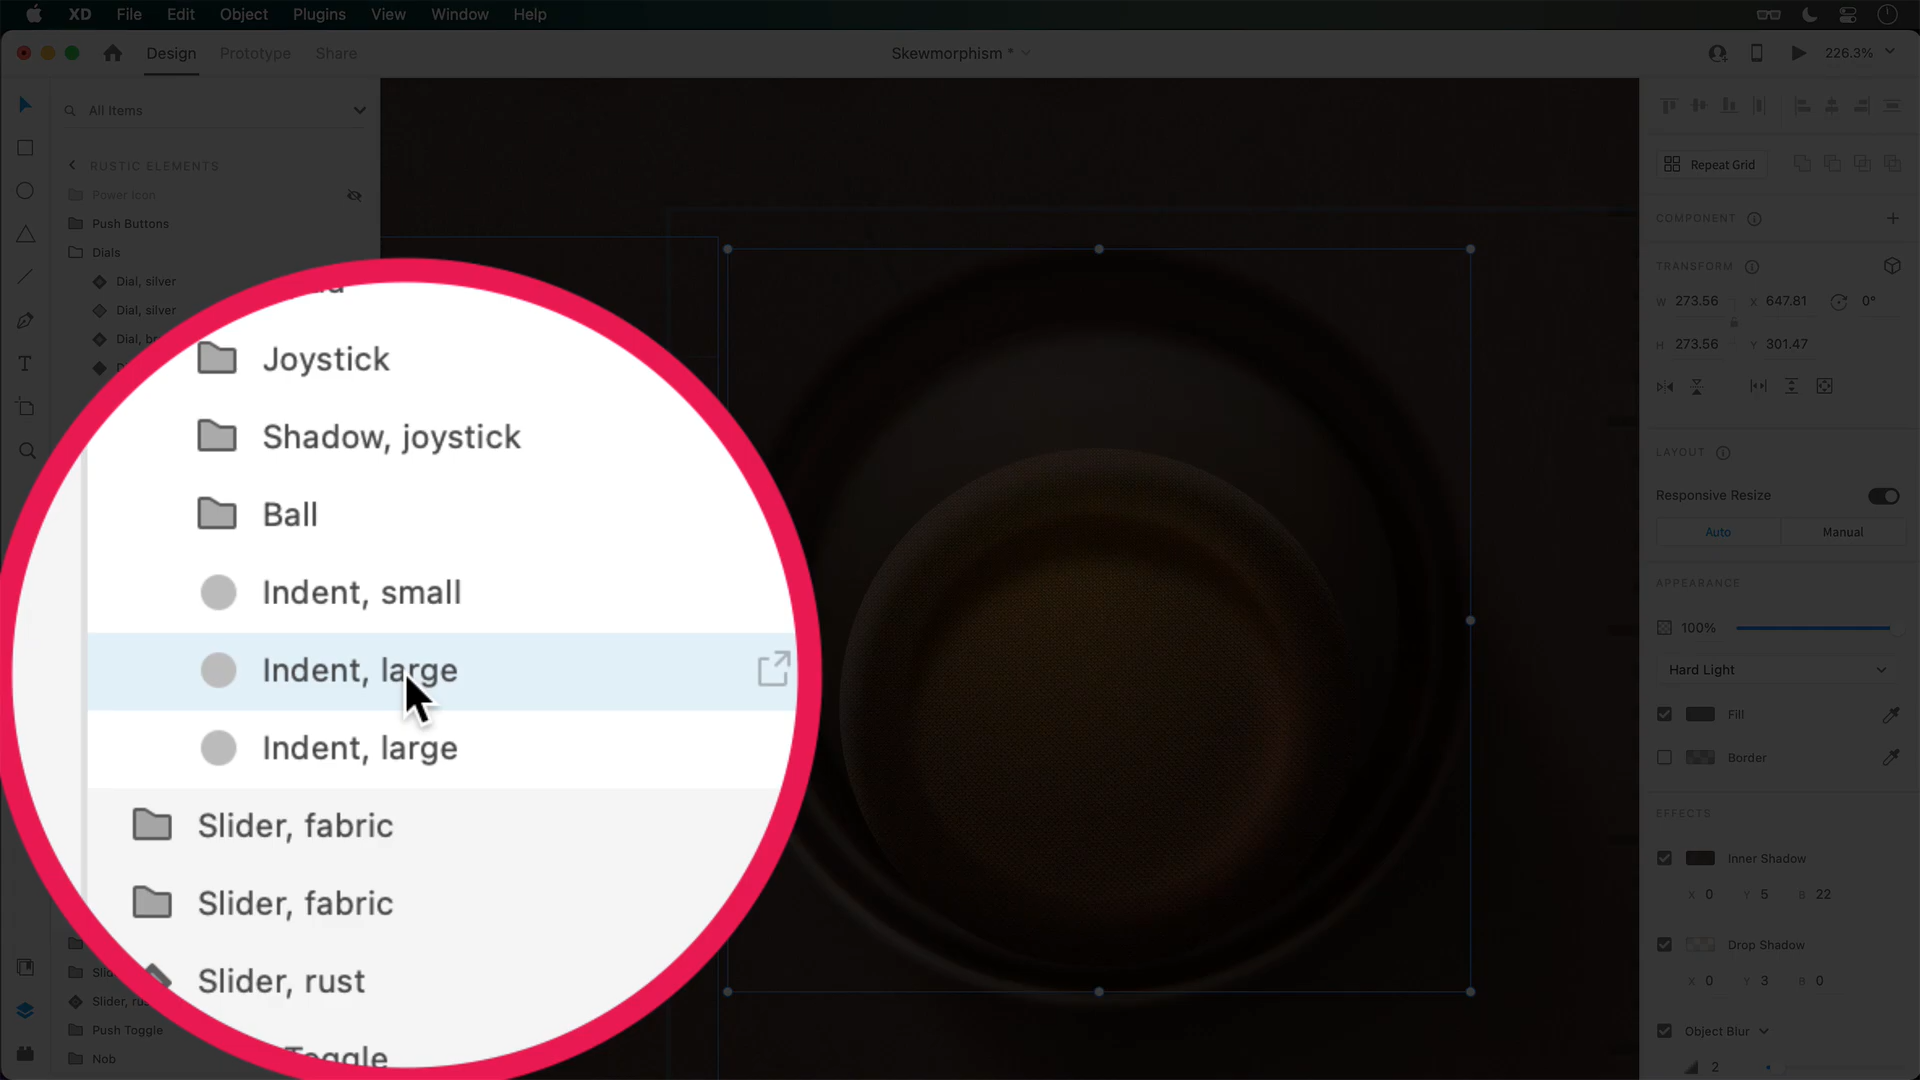 XD File Edit Object Plugins View Window Help
Design Prototype Share
Skewmorphism *
226.3%
All Items
RUSTIC ELEMENTS
Power Icon
Push Buttons
Dials
Dial, silver
Dial, silver
Joystick
Shadow, joystick
Ball
Indent, small
Indent, large
Indent, large
Slider, fabric
Slider, fabric
Slider, rust
Toggle
Push Toggle
Nob
Repeat Grid
COMPONENT
TRANSFORM
W 273.56 X 647.81 0°
H 273.56 Y 301.47
LAYOUT
Responsive Resize
Auto Manual
APPEARANCE
100%
Hard Light
Fill
Border
EFFECTS
Inner Shadow
X 0 Y 5 B 22
Drop Shadow
X 0 Y 3 B 0
Object Blur
2